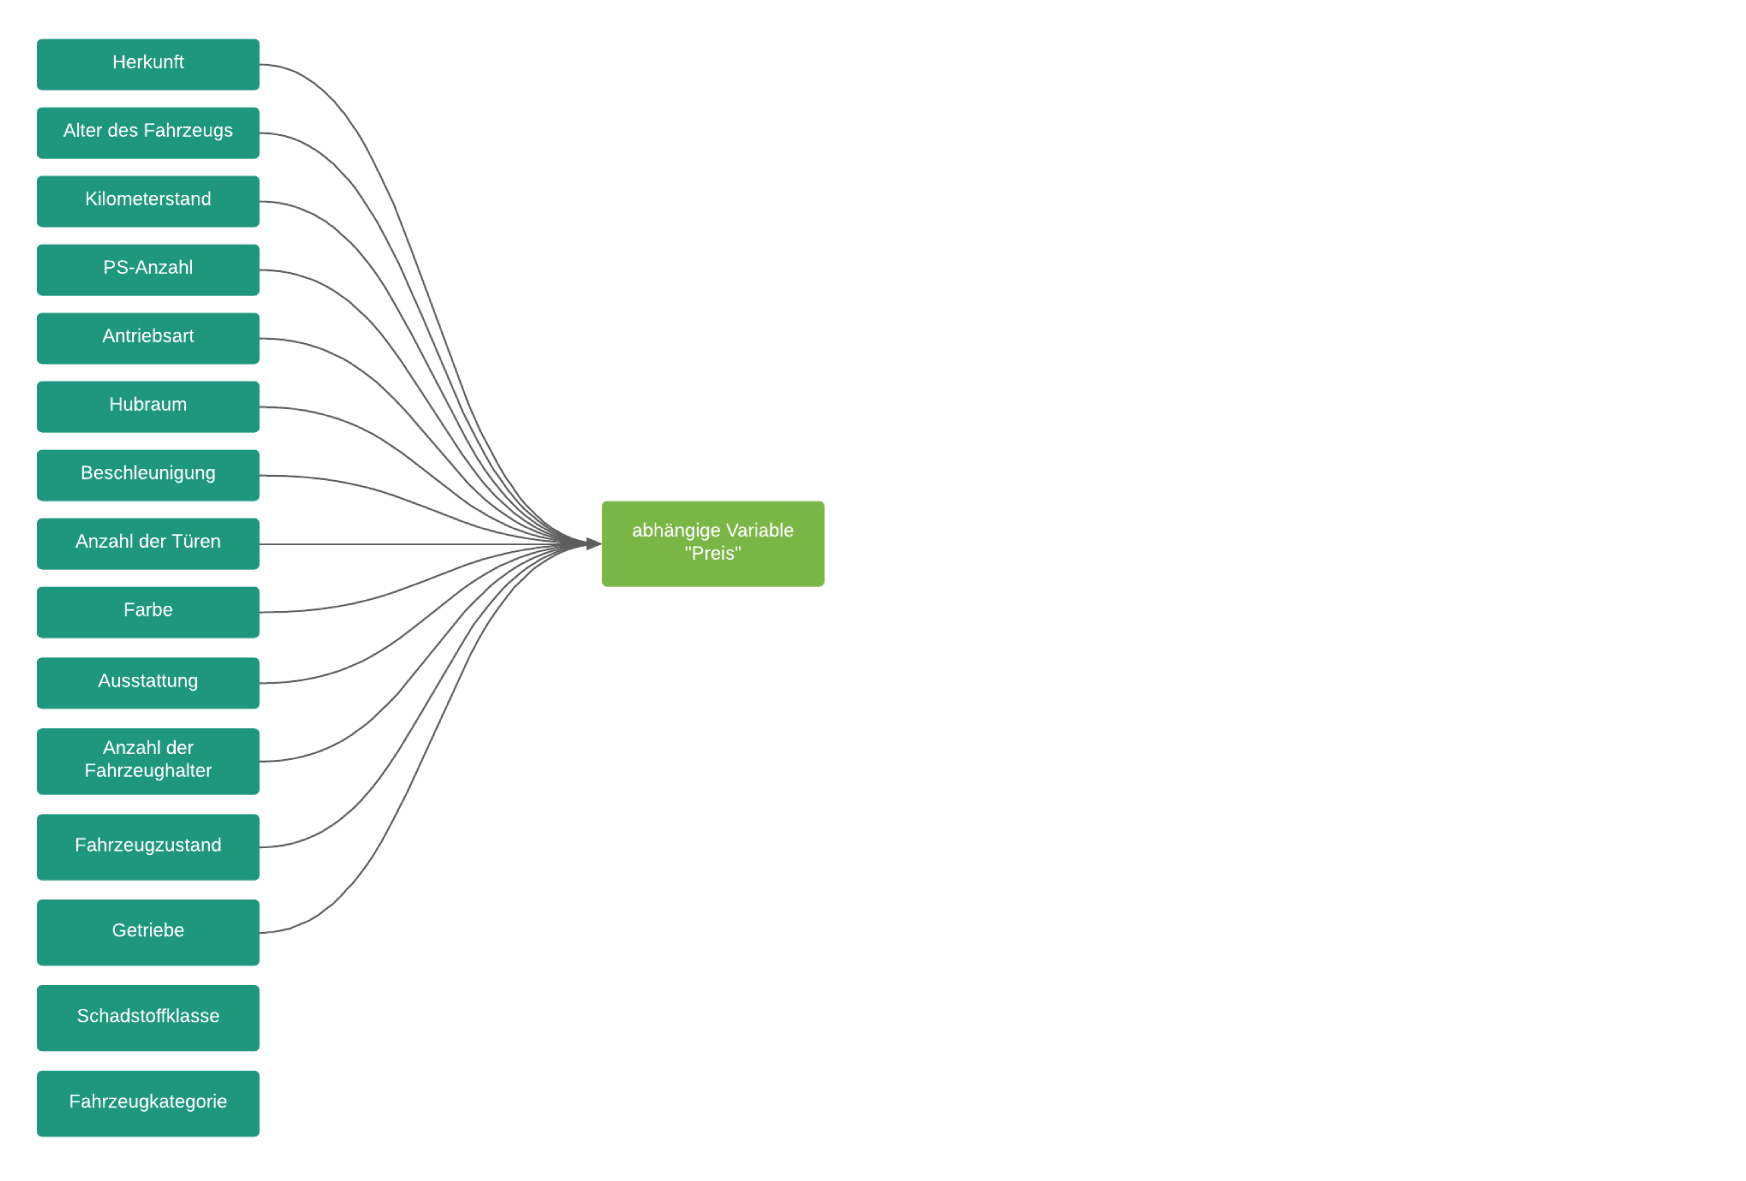 Herkunft
Alter des Fahrzeugs
Kilometerstand
PS-Anzahl
Antriebsart
Hubraum
Beschleunigung
Anzahl der Türen
Farbe
Ausstattung
Anzahl der
Fahrzeughalter
Fahrzeugzustand
Getriebe
Schadstoffklasse
Fahrzeugkategorie
abhängige Variable
"Preis"